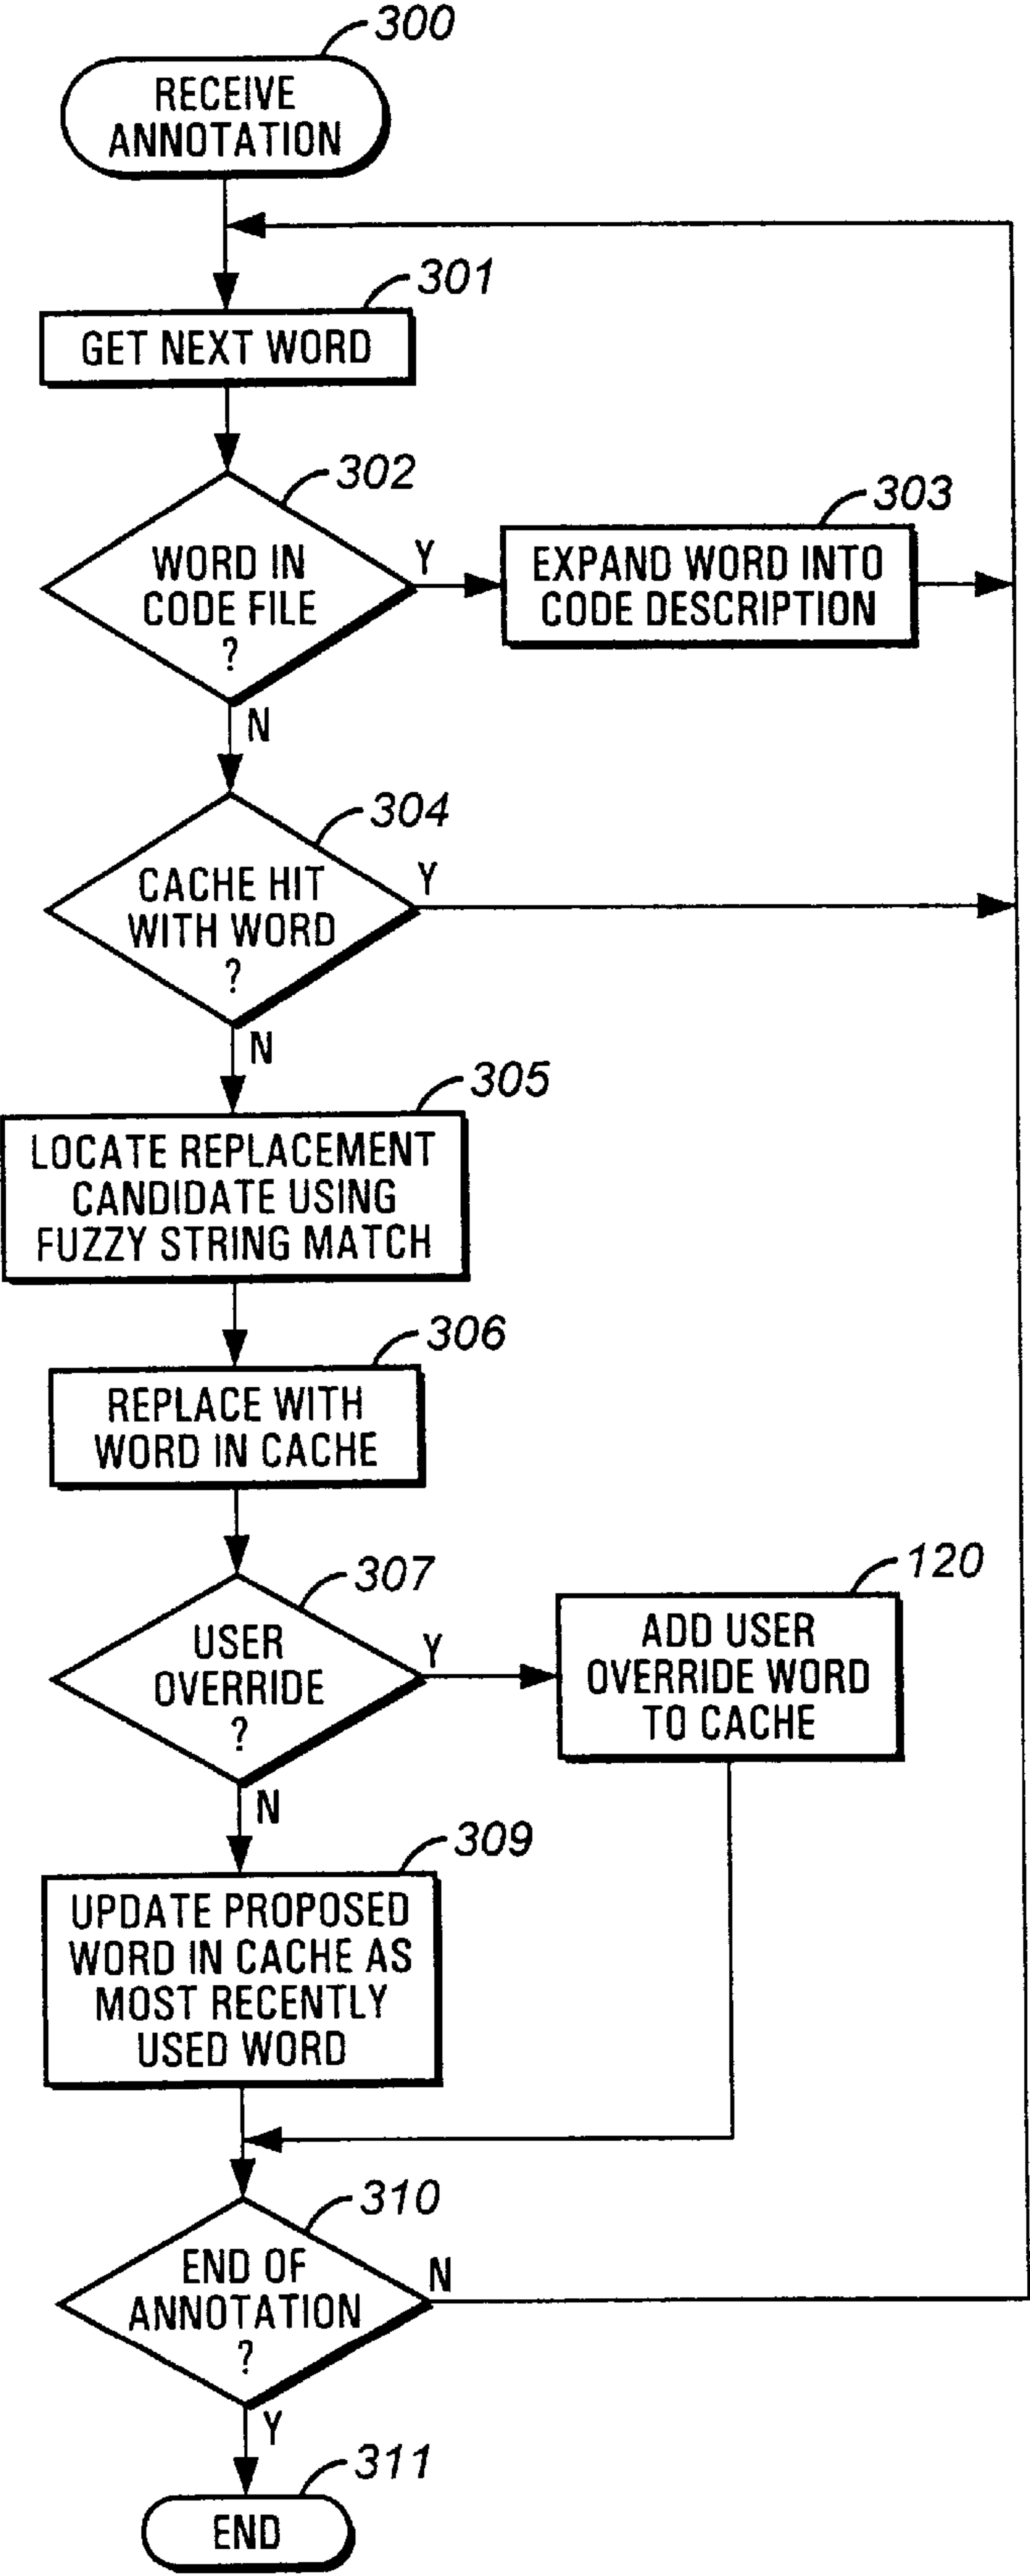 300
RECEIVE
ANNOTATION
301
GET NEXT WORD
302
WORD IN
CODE FILE
?
Y
N
303
EXPAND WORD INTO
CODE DESCRIPTION
304
CACHE HIT
WITH WORD
?
Y
N
305
LOCATE REPLACEMENT
CANDIDATE USING
FUZZY STRING MATCH
306
REPLACE WITH
WORD IN CACHE
307
USER
OVERRIDE
?
Y
N
120
ADD USER
OVERRIDE WORD
TO CACHE
309
UPDATE PROPOSED
WORD IN CACHE AS
MOST RECENTLY
USED WORD
310
END OF
ANNOTATION
?
N
Y
311
END